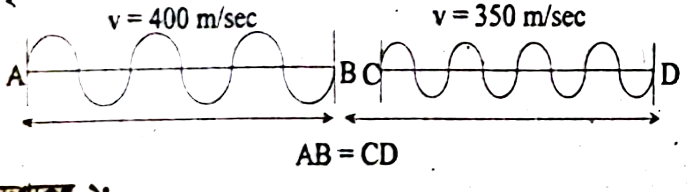 v = 400 m/sec v = 350 m/sec
A B C D
AB = CD